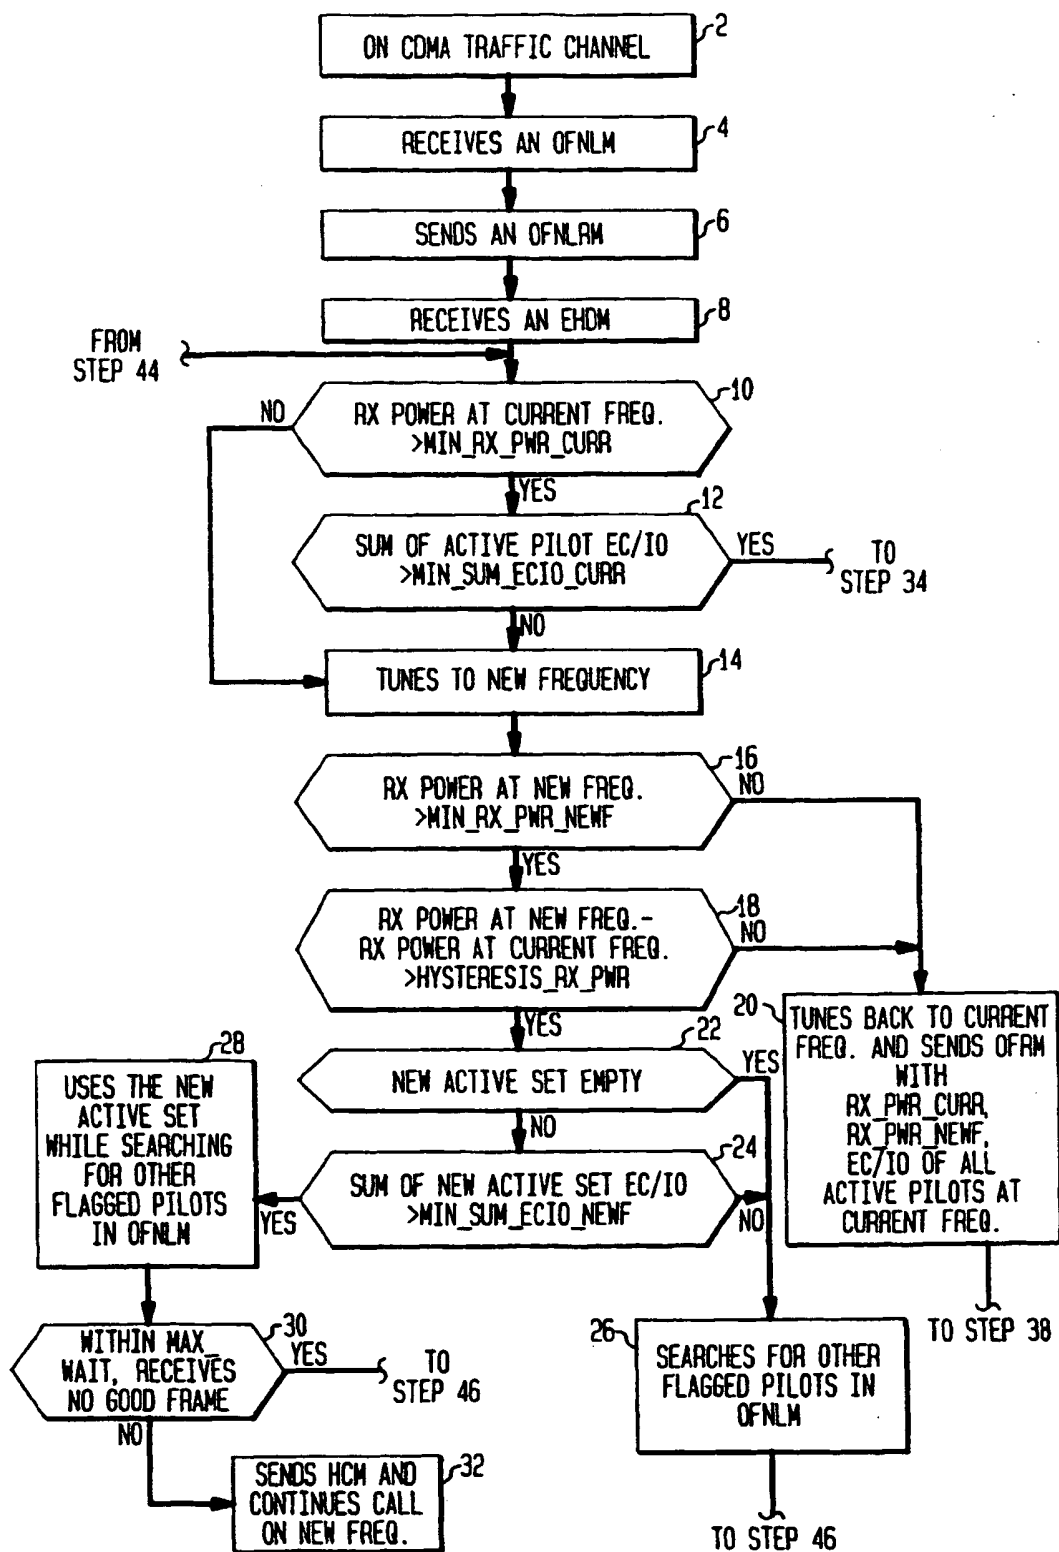 2
ON CDMA TRAFFIC CHANNEL
4
RECEIVES AN OFNLM
6
SENDS AN OFNLRM
8
RECEIVES AN EHDM
FROM
STEP 44
10
NO
RX POWER AT CURRENT FREQ.
>MIN_RX_PWR_CURR
YES
12
SUM OF ACTIVE PILOT EC/IO
>MIN_SUM_ECIO_CURR
YES
TO
STEP 34
NO
14
TUNES TO NEW FREQUENCY
16
RX POWER AT NEW FREQ.
>MIN_RX_PWR_NEWF
NO
YES
18
RX POWER AT NEW FREQ.-
RX POWER AT CURRENT FREQ.
>HYSTERESIS_RX_PWR
NO
YES
20
TUNES BACK TO CURRENT
FREQ. AND SENDS OFRM
WITH
RX_PWR_CURR,
RX_PWR_NEWF,
EC/IO OF ALL
ACTIVE PILOTS AT
CURRENT FREQ.
TO STEP 38
22
NEW ACTIVE SET EMPTY
YES
NO
24
SUM OF NEW ACTIVE SET EC/IO
>MIN_SUM_ECIO_NEWF
YES
NO
28
USES THE NEW
ACTIVE SET
WHILE SEARCHING
FOR OTHER
FLAGGED PILOTS
IN OFNLM
30
WITHIN MAX_
WAIT, RECEIVES
NO GOOD FRAME
YES
TO
STEP 46
NO
32
SENDS HCM AND
CONTINUES CALL
ON NEW FREQ.
26
SEARCHES FOR OTHER
FLAGGED PILOTS IN
OFNLM
TO STEP 46